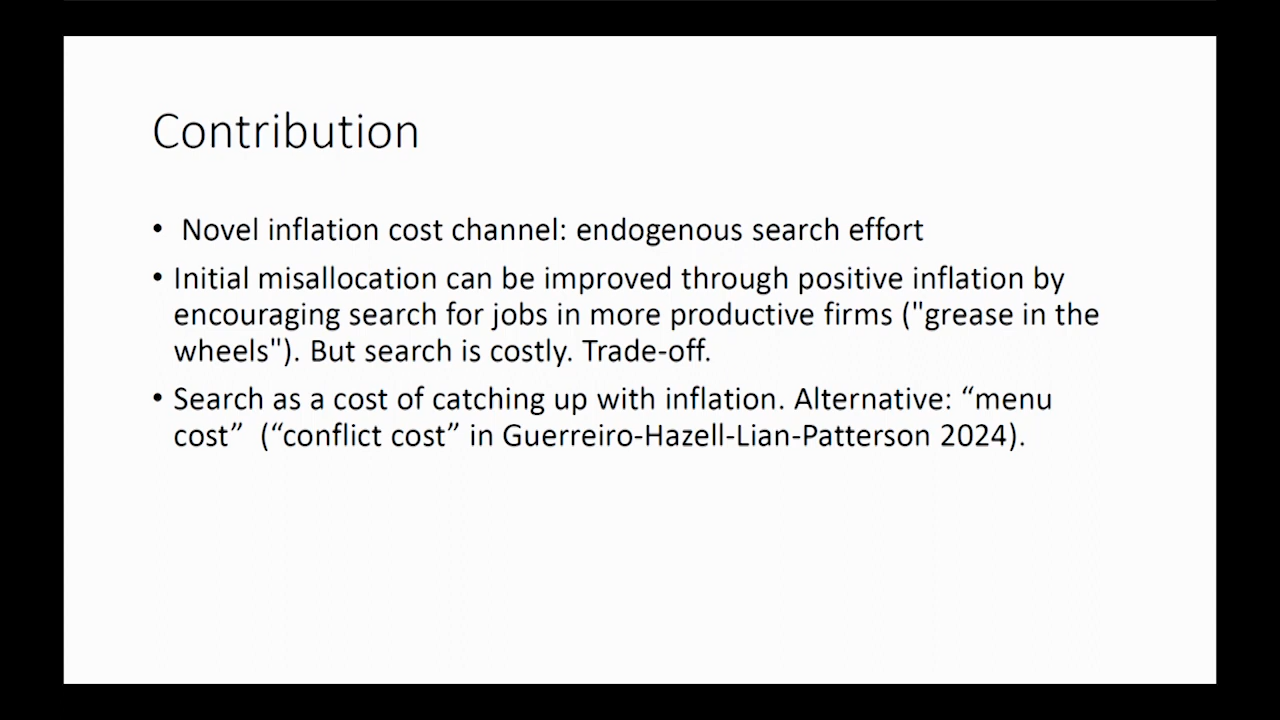 Contribution
• Novel inflation cost channel: endogenous search effort
• Initial misallocation can be improved through positive inflation by
encouraging search for jobs in more productive firms ("grease in the
wheels"). But search is costly. Trade-off.
• Search as a cost of catching up with inflation. Alternative: “menu
cost”  (“conflict cost” in Guerreiro-Hazell-Lian-Patterson 2024).